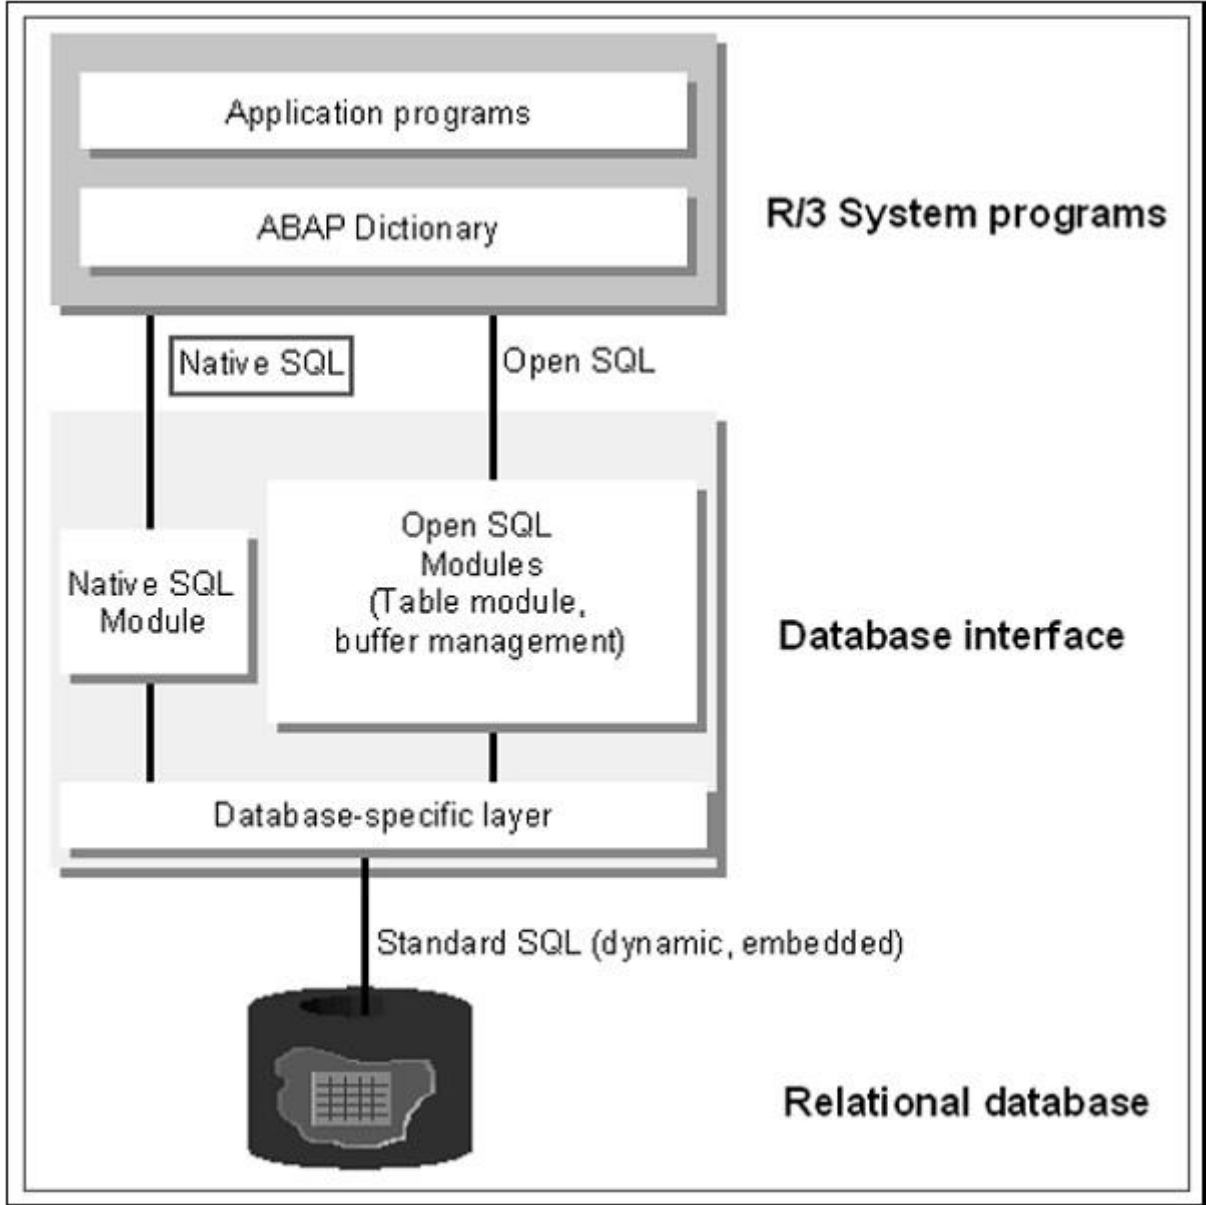 Application programs
ABAP Dictionary
R/3 System programs
Native SQL
Open SQL
Native SQL
Module
Open SQL
Modules
(Table module,
buffer management)
Database interface
Database-specific layer
Standard SQL (dynamic, embedded)
Relational database